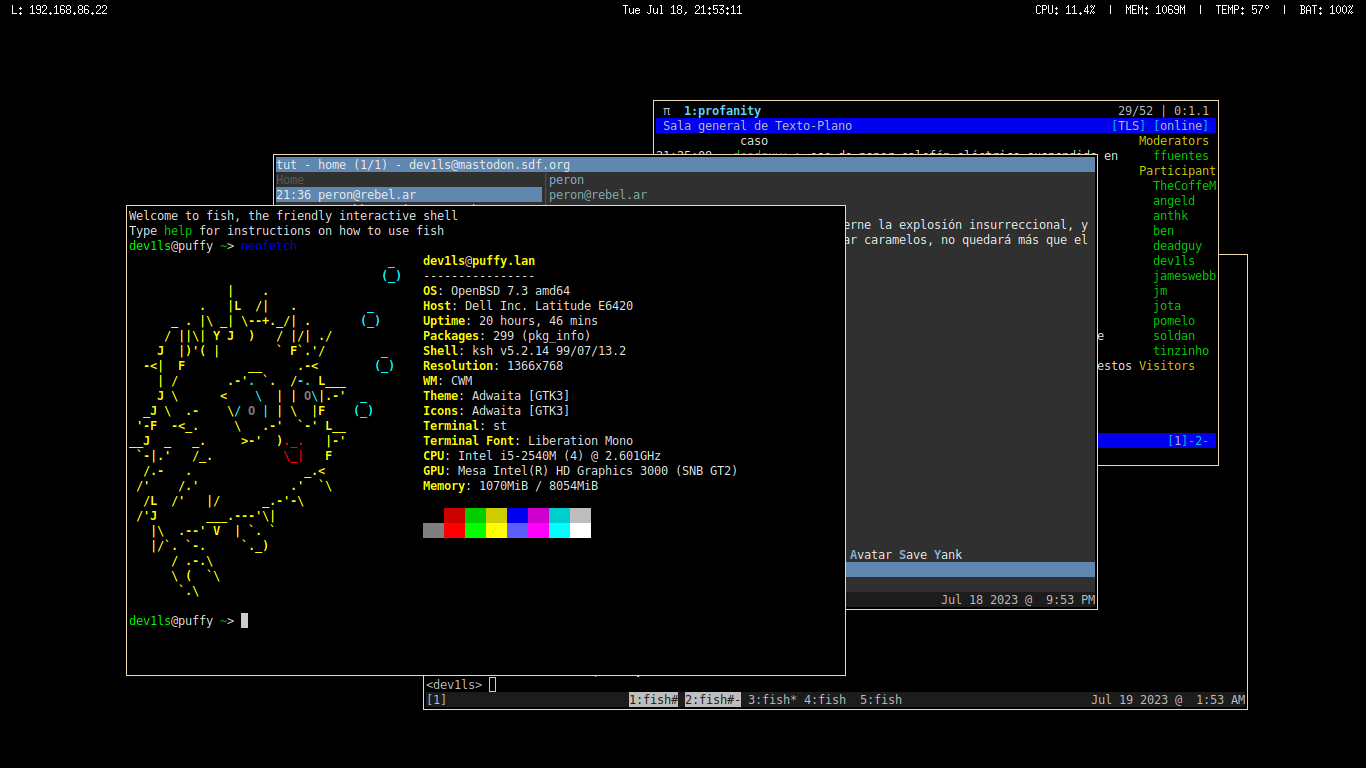 L: 192.168.86.22
Tue Jul 18, 21:53:11
CPU: 11.4% | MEM: 1069M | TEMP: 57° | BAT: 100%
π 1:profanity 29/52 | 0:1.1
Sala general de Texto-Plano [TLS] [online]
caso Moderators
en ffuentes
Participant
TheCoffeM
angeld
anthk
ben
deadguy
dev1ls
jameswebb
jm
jota
pomelo
e soldan
tinzinho
estos Visitors
[1]-2-
tut - home (1/1) - dev1ls@mastodon.sdf.org
Home peron
21:36 peron@rebel.ar peron@rebel.ar
erne la explosión insurreccional, y
ar caramelos, no quedará más que el
Avatar Save Yank
Jul 18 2023 @ 9:53 PM
Welcome to fish, the friendly interactive shell
Type help for instructions on how to use fish
dev1ls@puffy ~> neofetch
dev1ls@puffy.lan
----------------
OS: OpenBSD 7.3 amd64
Host: Dell Inc. Latitude E6420
Uptime: 20 hours, 46 mins
Packages: 299 (pkg_info)
Shell: ksh v5.2.14 99/07/13.2
Resolution: 1366x768
WM: CWM
Theme: Adwaita [GTK3]
Icons: Adwaita [GTK3]
Terminal: st
Terminal Font: Liberation Mono
CPU: Intel i5-2540M (4) @ 2.601GHz
GPU: Mesa Intel(R) HD Graphics 3000 (SNB GT2)
Memory: 1070MiB / 8054MiB
dev1ls@puffy ~>
<dev1ls>
[1] 1:fish# 2:fish#- 3:fish* 4:fish 5:fish Jul 19 2023 @ 1:53 AM